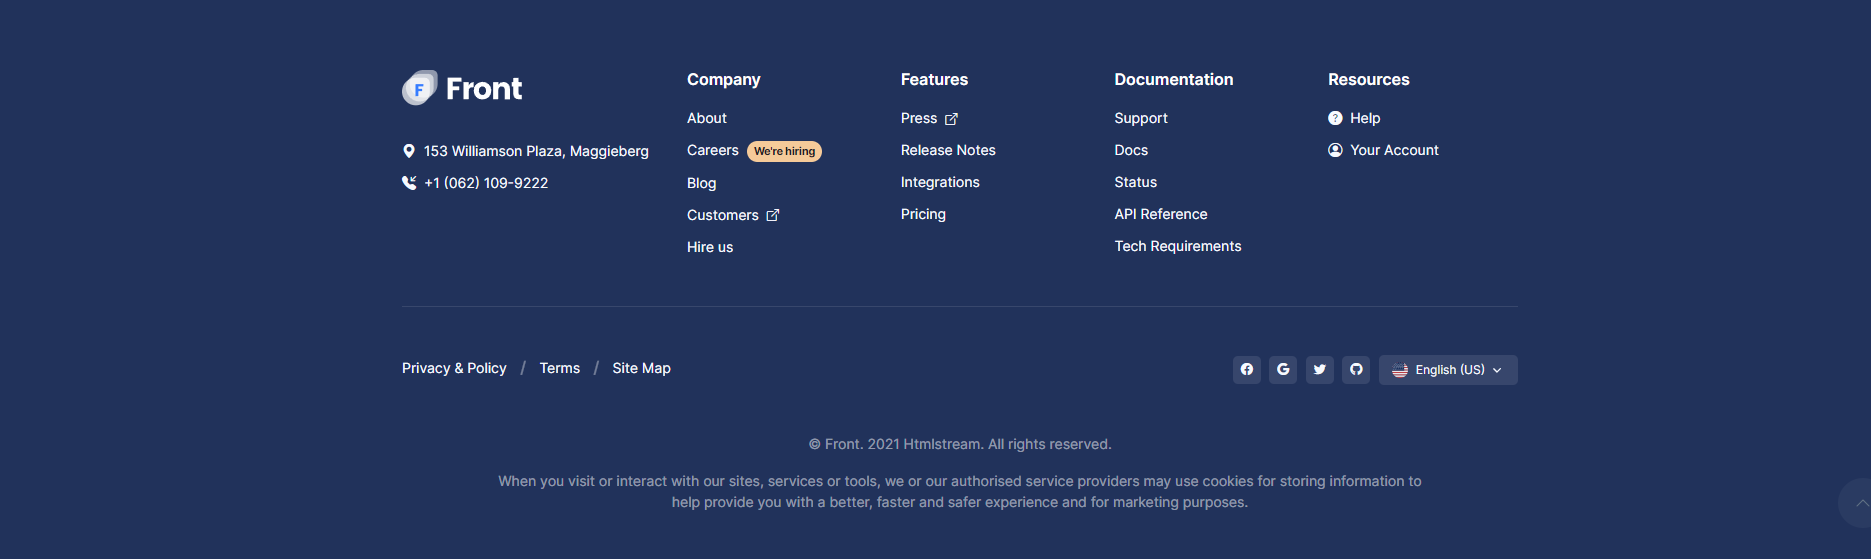 F Front
153 Williamson Plaza, Maggieberg
+1 (062) 109-9222
Company
About
Careers We're hiring
Blog
Customers
Hire us
Features
Press
Release Notes
Integrations
Pricing
Documentation
Support
Docs
Status
API Reference
Tech Requirements
Resources
Help
Your Account
Privacy & Policy / Terms / Site Map
English (US)
© Front. 2021 Htmlstream. All rights reserved.
When you visit or interact with our sites, services or tools, we or our authorised service providers may use cookies for storing information to
help provide you with a better, faster and safer experience and for marketing purposes.